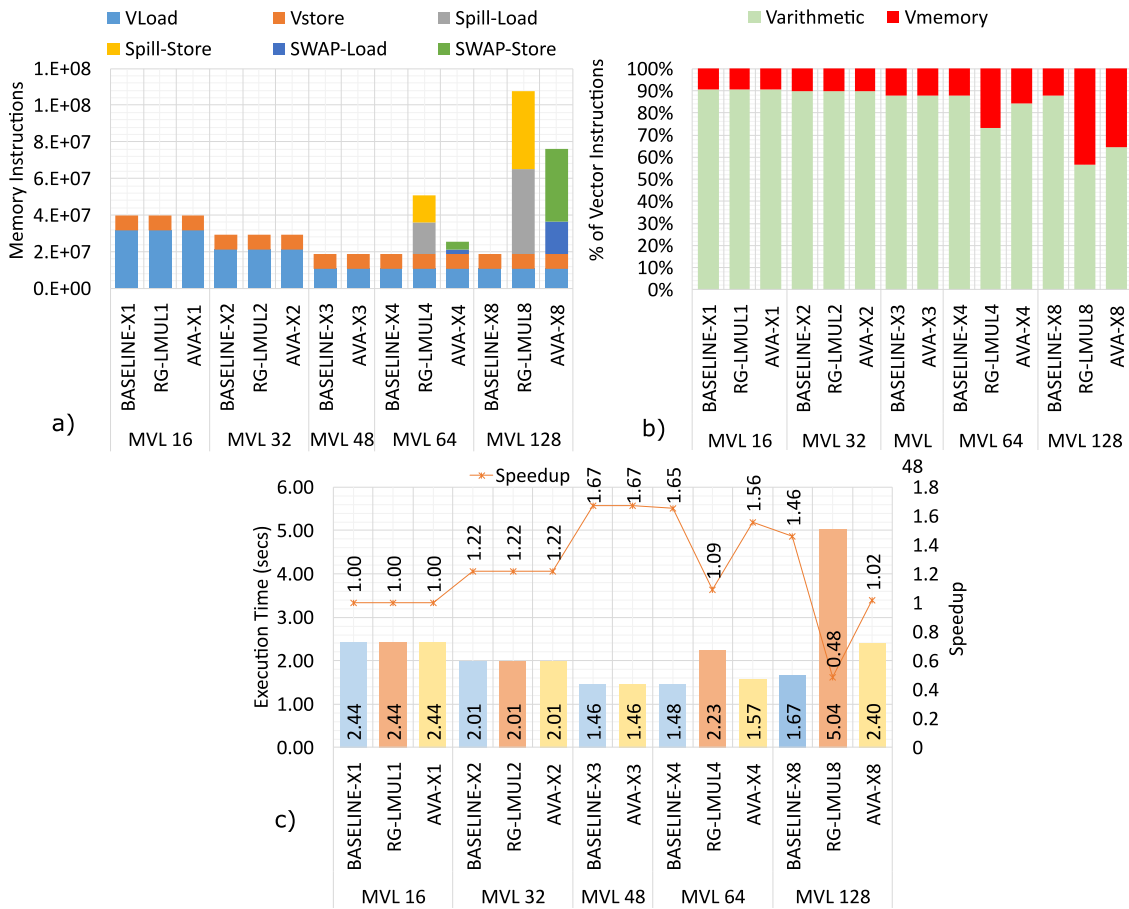 VLoad Vstore Spill-Load
Spill-Store SWAP-Load SWAP-Store
Memory Instructions
1.E+08
1.E+08
8.E+07
6.E+07
4.E+07
2.E+07
0.E+00
BASELINE-X1 RG-LMUL1 AVA-X1 BASELINE-X2 RG-LMUL2 AVA-X2 BASELINE-X3 AVA-X3 BASELINE-X4 RG-LMUL4 AVA-X4 BASELINE-X8 RG-LMUL8 AVA-X8
MVL 16 MVL 32 MVL 48 MVL 64 MVL 128
a)
Varithmetic Vmemory
% of Vector Instructions
100%
90%
80%
70%
60%
50%
40%
30%
20%
10%
0%
BASELINE-X1 RG-LMUL1 AVA-X1 BASELINE-X2 RG-LMUL2 AVA-X2 BASELINE-X3 AVA-X3 BASELINE-X4 RG-LMUL4 AVA-X4 BASELINE-X8 RG-LMUL8 AVA-X8
MVL 16 MVL 32 MVL MVL 64 MVL 128
48
b)
Speedup
Execution Time (secs)
6.00
5.00
4.00
3.00
2.00
1.00
0.00
1.00 1.00 1.00 1.22 1.22 1.22 1.67 1.67 1.65 1.09 1.56 1.46 0.48 1.02
2.44 2.44 2.44 2.01 2.01 2.01 1.46 1.46 1.48 2.23 1.57 1.67 5.04 2.40
1.8
1.6
1.4
1.2
1
0.8
0.6
0.4
0.2
0
Speedup
BASELINE-X1 RG-LMUL1 AVA-X1 BASELINE-X2 RG-LMUL2 AVA-X2 BASELINE-X3 AVA-X3 BASELINE-X4 RG-LMUL4 AVA-X4 BASELINE-X8 RG-LMUL8 AVA-X8
MVL 16 MVL 32 MVL 48 MVL 64 MVL 128
c)